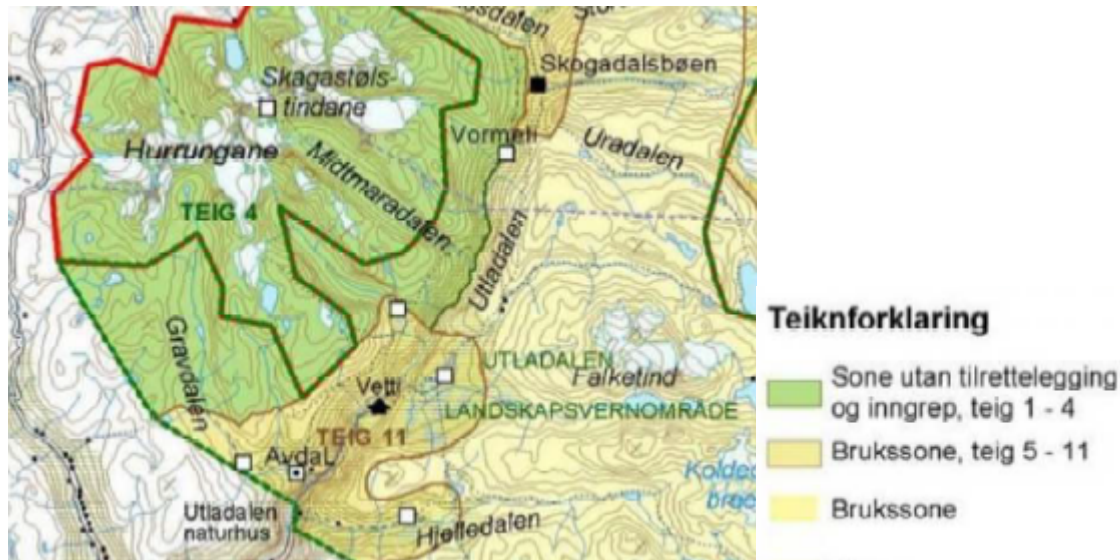 Skogadalsbøen
Skagastøls-
tindane
Vormeli
Uradalen
Hurrungane
Midtmaradalen
TEIG 4
Utladalen
Gravdalen
UTLADALEN
Falketind
Vetti
LANDSKAPSVERNOMRÅDE
TEIG 11
Avdal
Utladalen
naturhus
Hjelledalen
Teiknforklaring
Sone utan tilrettelegging
og inngrep, teig 1 - 4
Brukssone, teig 5 - 11
Brukssone